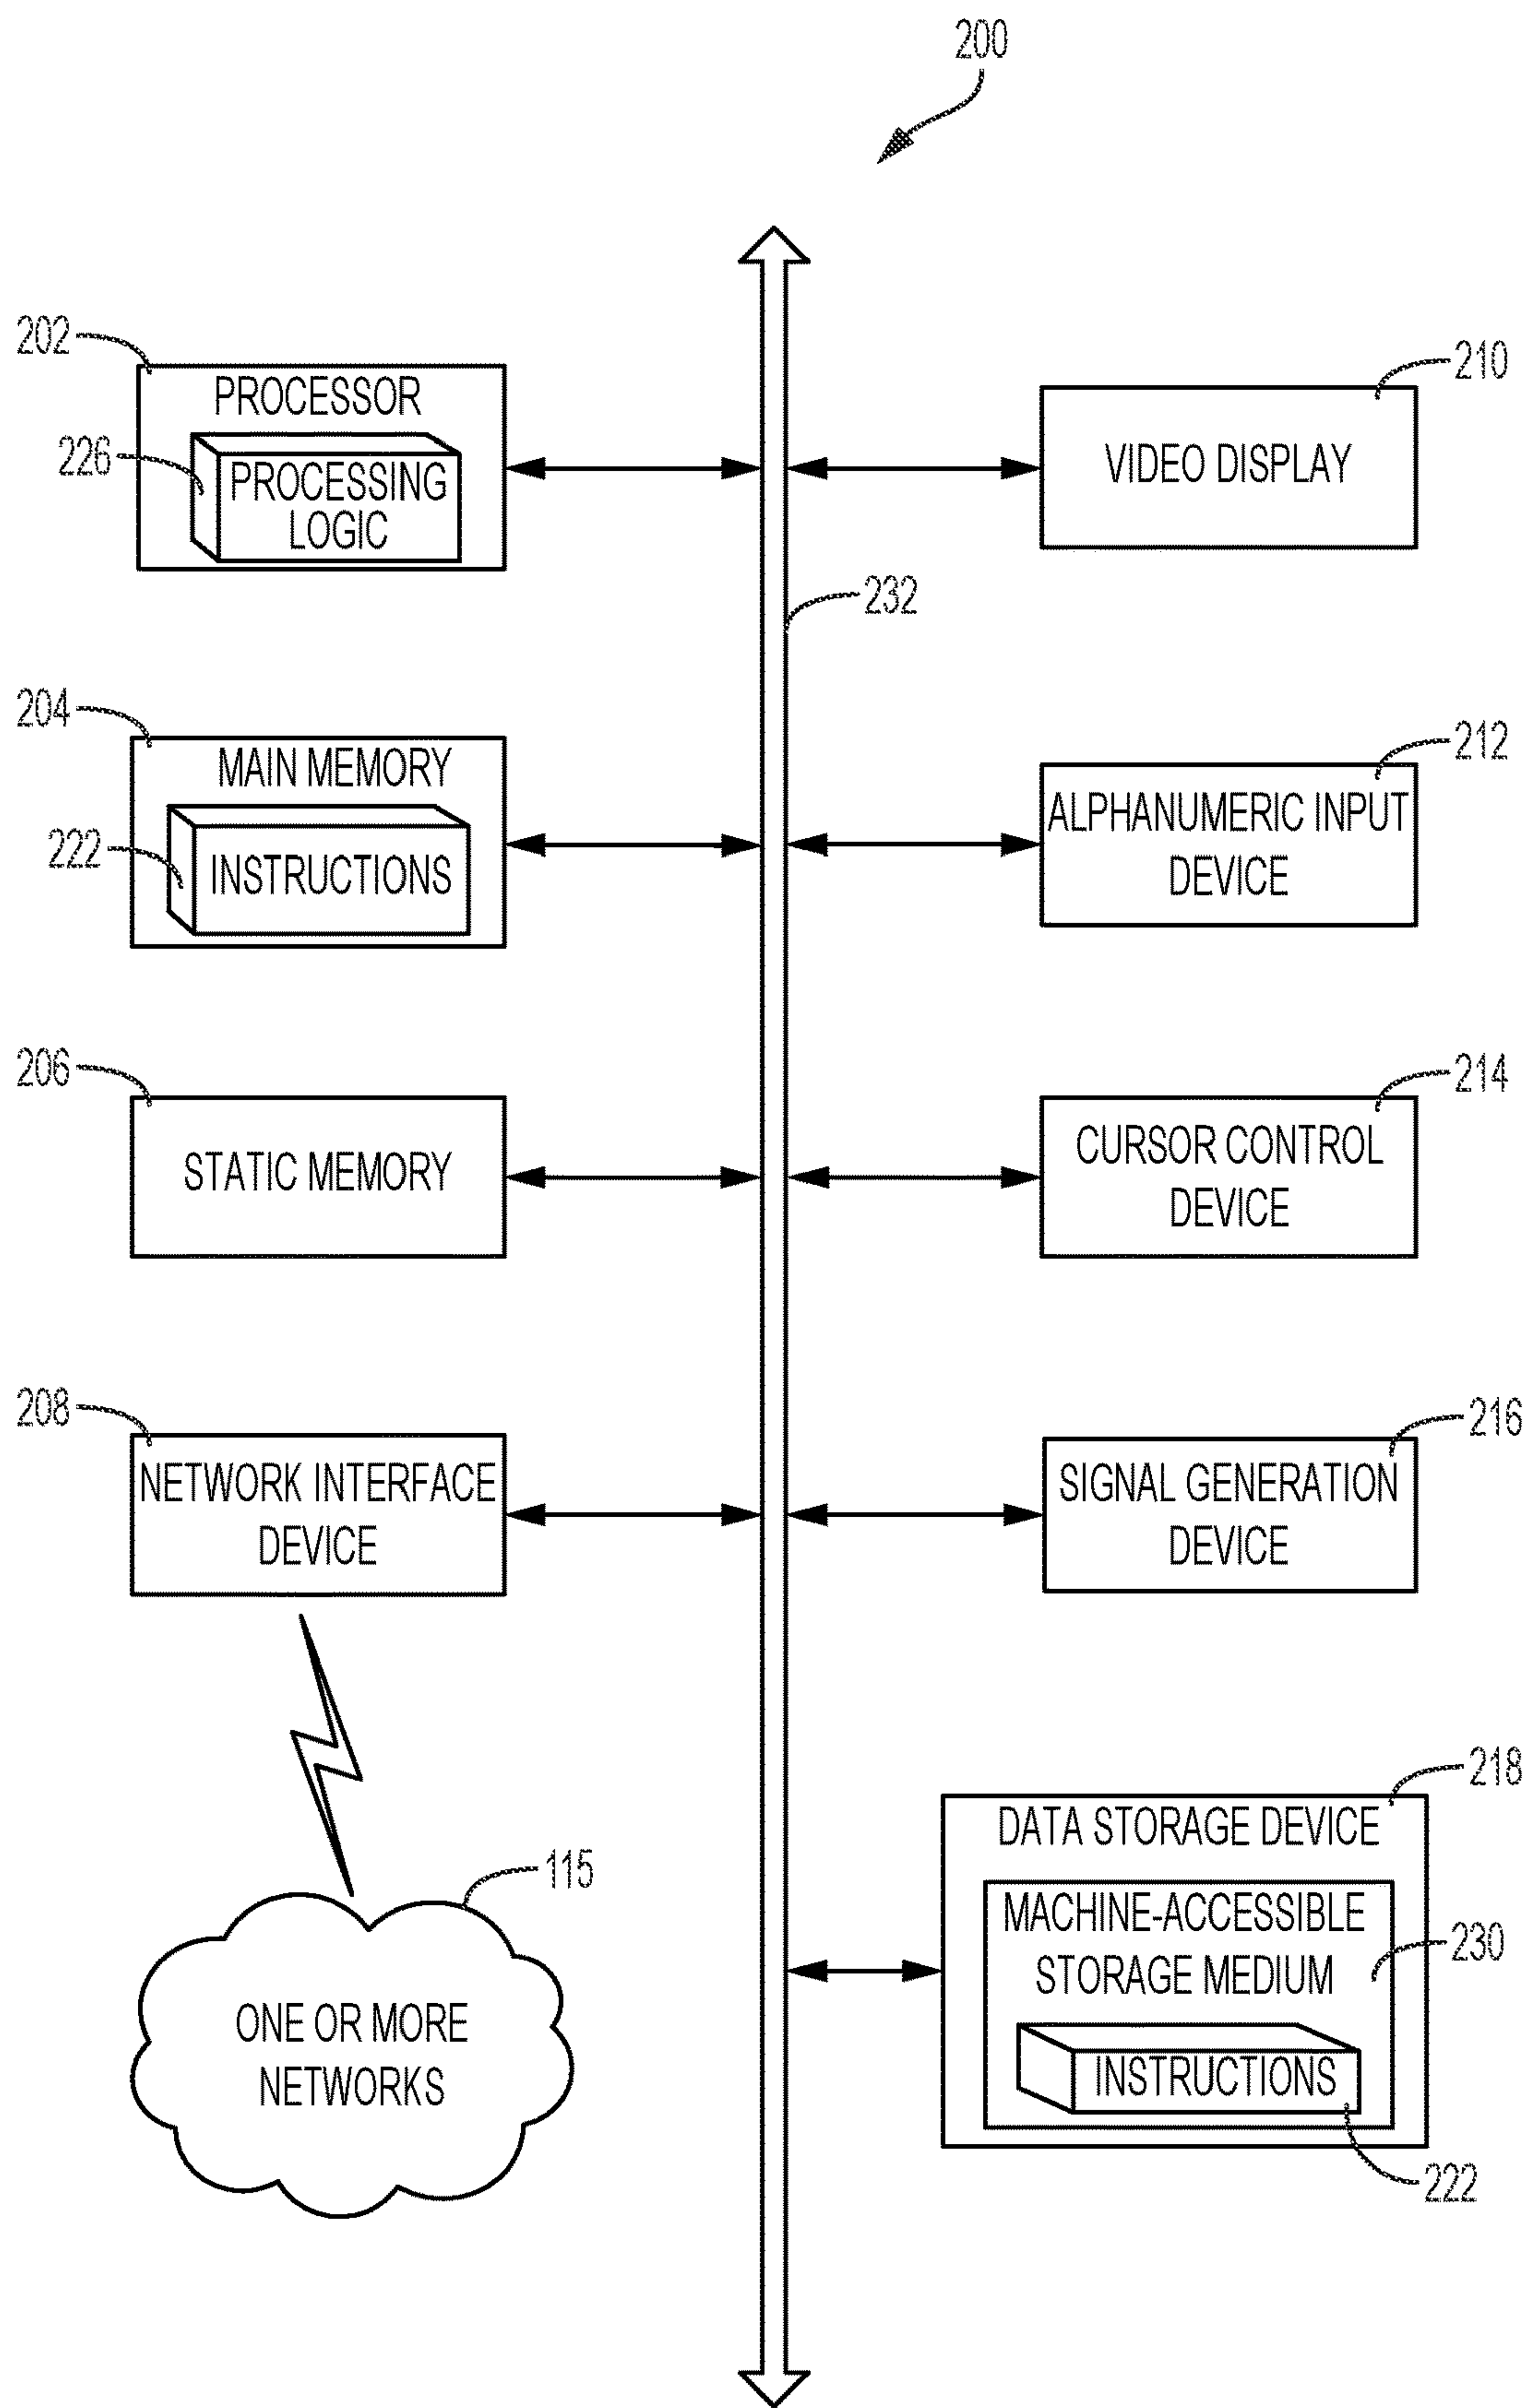 200
202
PROCESSOR
226
PROCESSING
LOGIC
210
VIDEO DISPLAY
232
204
MAIN MEMORY
222
INSTRUCTIONS
212
ALPHANUMERIC INPUT
DEVICE
206
STATIC MEMORY
214
CURSOR CONTROL
DEVICE
208
NETWORK INTERFACE
DEVICE
216
SIGNAL GENERATION
DEVICE
115
ONE OR MORE
NETWORKS
218
DATA STORAGE DEVICE
MACHINE-ACCESSIBLE
STORAGE MEDIUM
230
INSTRUCTIONS
222